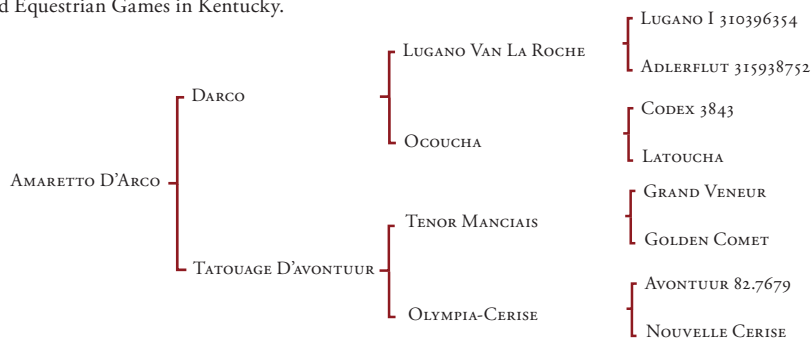 d Equestrian Games in Kentucky.
Lugano I 310396354
Lugano Van La Roche
Adlerflut 315938752
Darco
Codex 3843
Ocoucha
Latoucha
Amaretto D'Arco
Grand Veneur
Tenor Manciais
Golden Comet
Tatouage D'avontuur
Avontuur 82.7679
Olympia-Cerise
Nouvelle Cerise